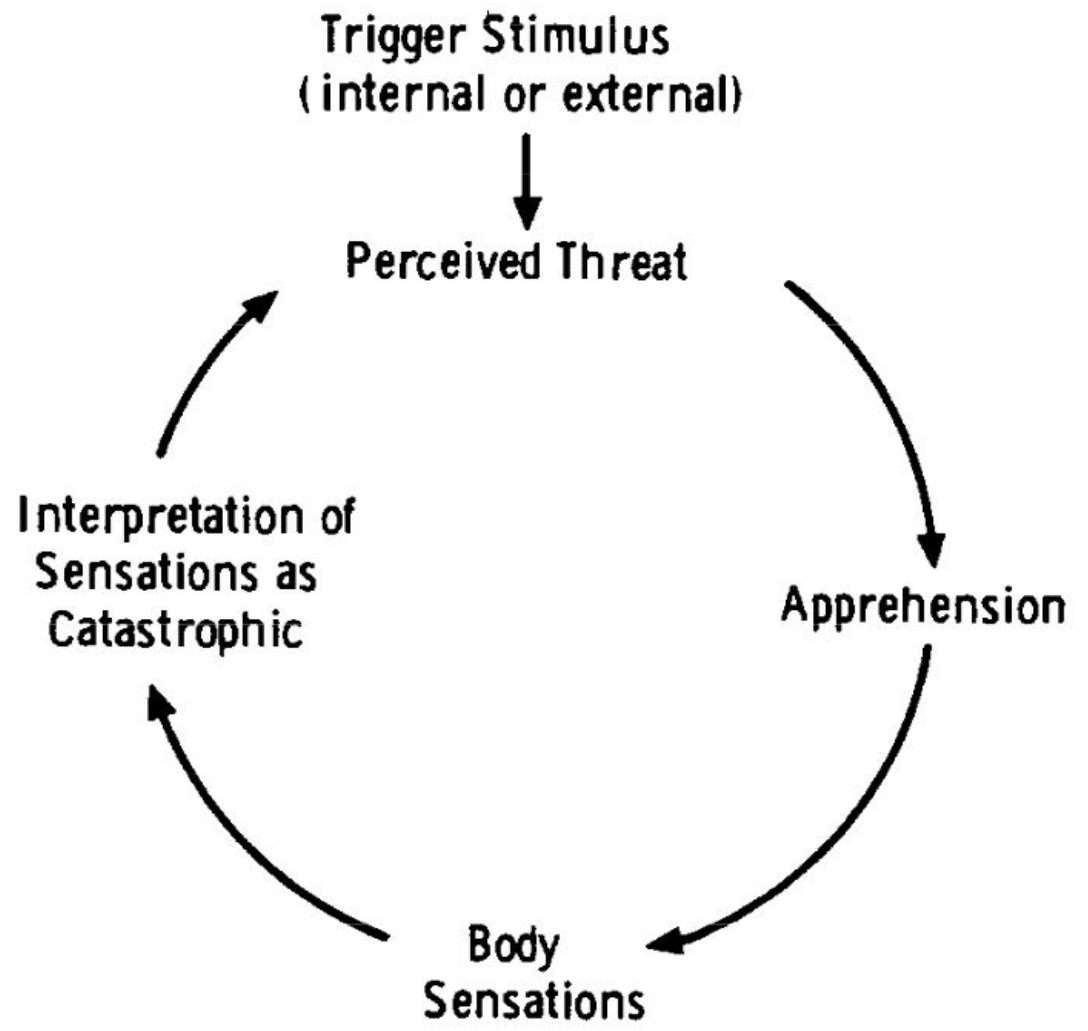 Trigger Stimulus
(internal or external)
Perceived Threat
Interpretation of
Sensations as
Catastrophic
Apprehension
Body
Sensations